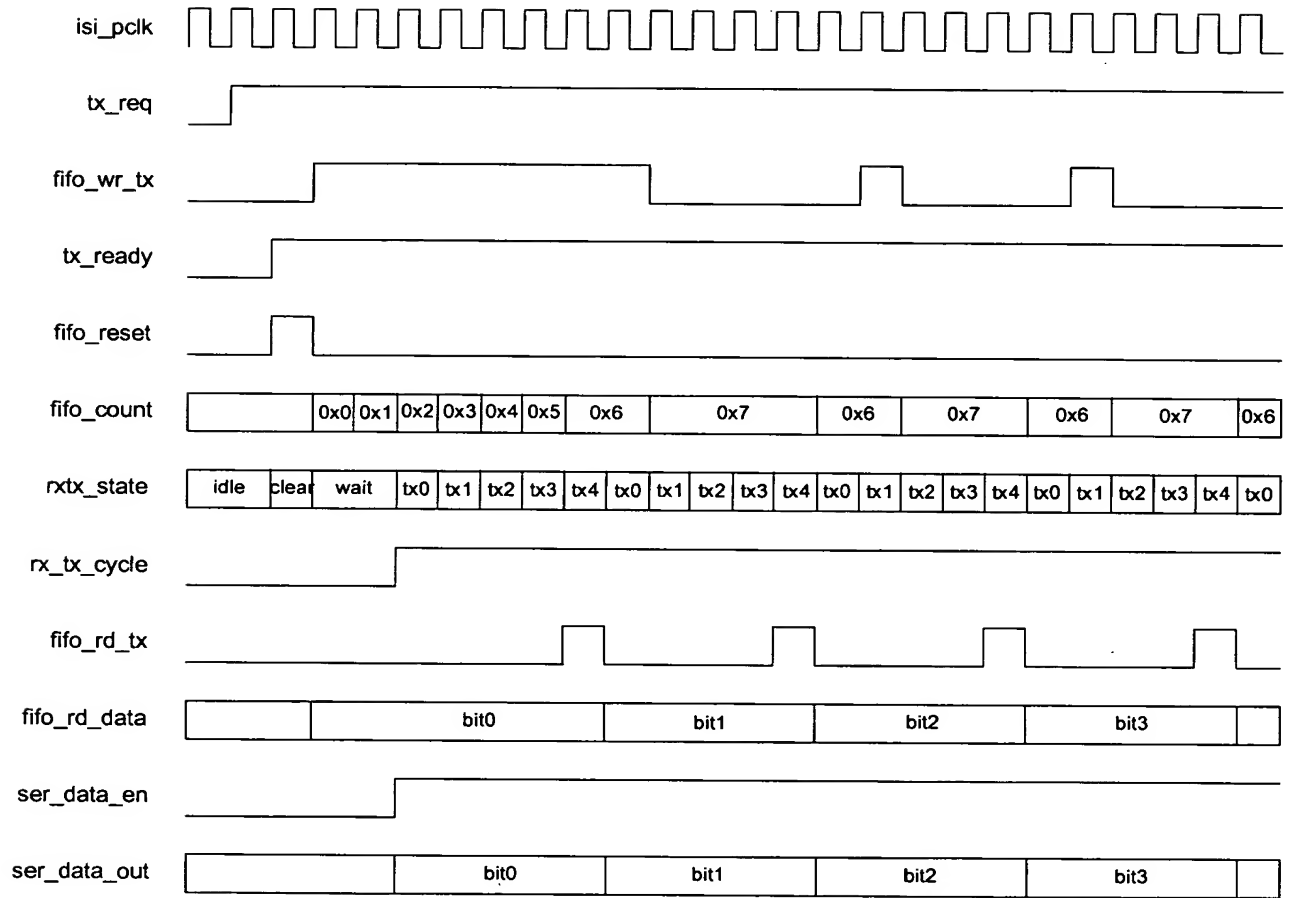 isi_pclk
tx_req
fifo_wr_tx
tx_ready
fifo_reset
fifo_count 0x0 0x1 0x2 0x3 0x4 0x5 0x6 0x7 0x6 0x7 0x6 0x7 0x6
rxtx_state idle clear wait tx0 tx1 tx2 tx3 tx4 tx0 tx1 tx2 tx3 tx4 tx0 tx1 tx2 tx3 tx4 tx0 tx1 tx2 tx3 tx4 tx0
rx_tx_cycle
fifo_rd_tx
fifo_rd_data bit0 bit1 bit2 bit3
ser_data_en
ser_data_out bit0 bit1 bit2 bit3